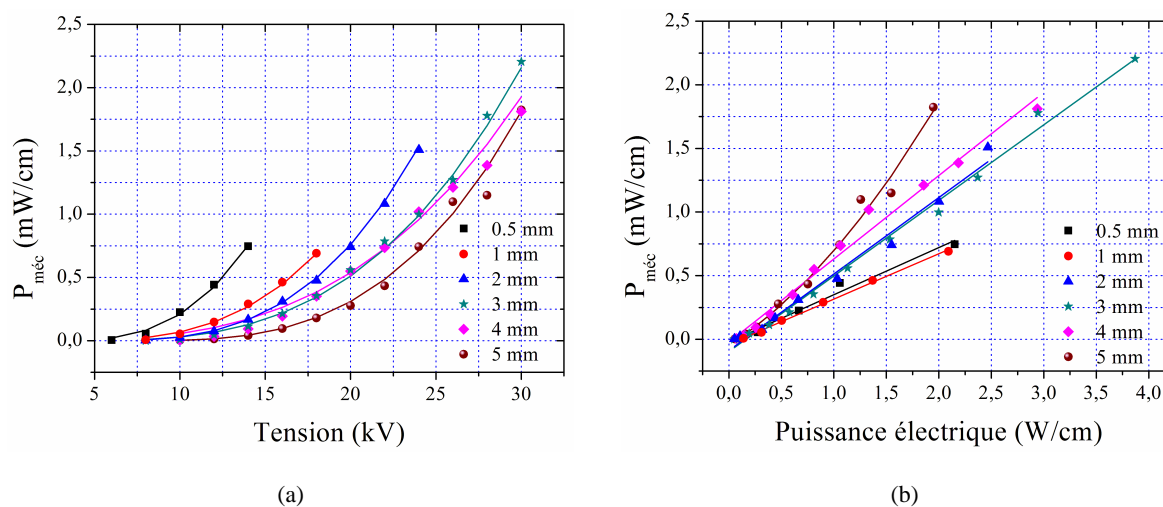 2,5
2,0
1,5
1,0
0,5
0,0
P méc (mW/cm)
5
10
15
20
25
30
Tension (kV)
0.5 mm
1 mm
2 mm
3 mm
4 mm
5 mm
(a)
2,5
2,0
1,5
1,0
0,5
0,0
P méc (mW/cm)
0,0
0,5
1,0
1,5
2,0
2,5
3,0
3,5
4,0
Puissance électrique (W/cm)
0.5 mm
1 mm
2 mm
3 mm
4 mm
5 mm
(b)